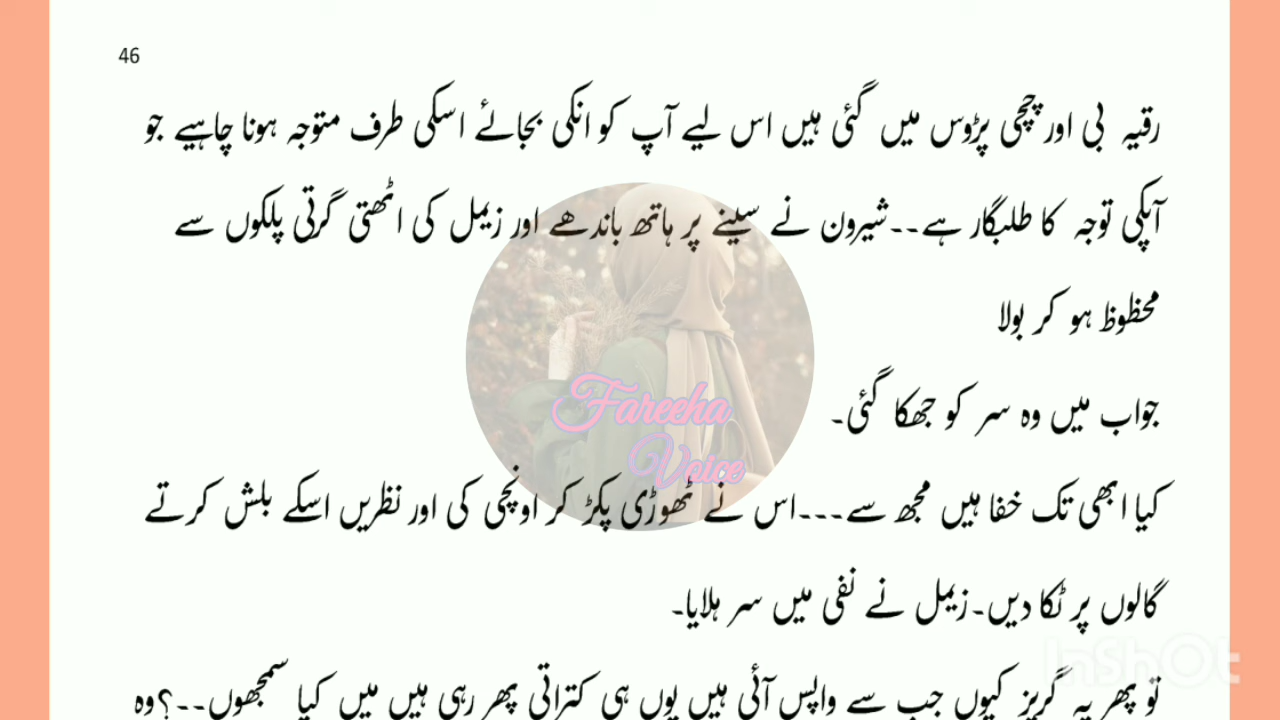 46
رقیہ بی اور چچی پڑوس میں گئی ہیں اس لیے آپ کو انکی بجائے اسکی طرف متوجہ ہونا چاہیے جو
آپکی توجہ کا طلبگار ہے۔۔شیرون نے سینے پر ہاتھ باندھے اور زیمل کی اٹھتی گرتی پلکوں سے
محظوظ ہو کر بولا
جواب میں وہ سر کو جھکا گئی۔
کیا ابھی تک خفا ہیں مجھ سے۔۔۔اس نے ٹھوڑی پکڑ کر اونچی کی اور نظریں اسکے بلش کرتے
گالوں پر ٹکا دیں۔زیمل نے نفی میں سر ہلایا۔
تو پھر یہ گریز کیوں جب سے واپس آئی ہیں یوں ہی کتراتی پھر رہی ہیں میں کیا سمجھوں۔۔؟وہ
Fareeha
Voice
InShOt